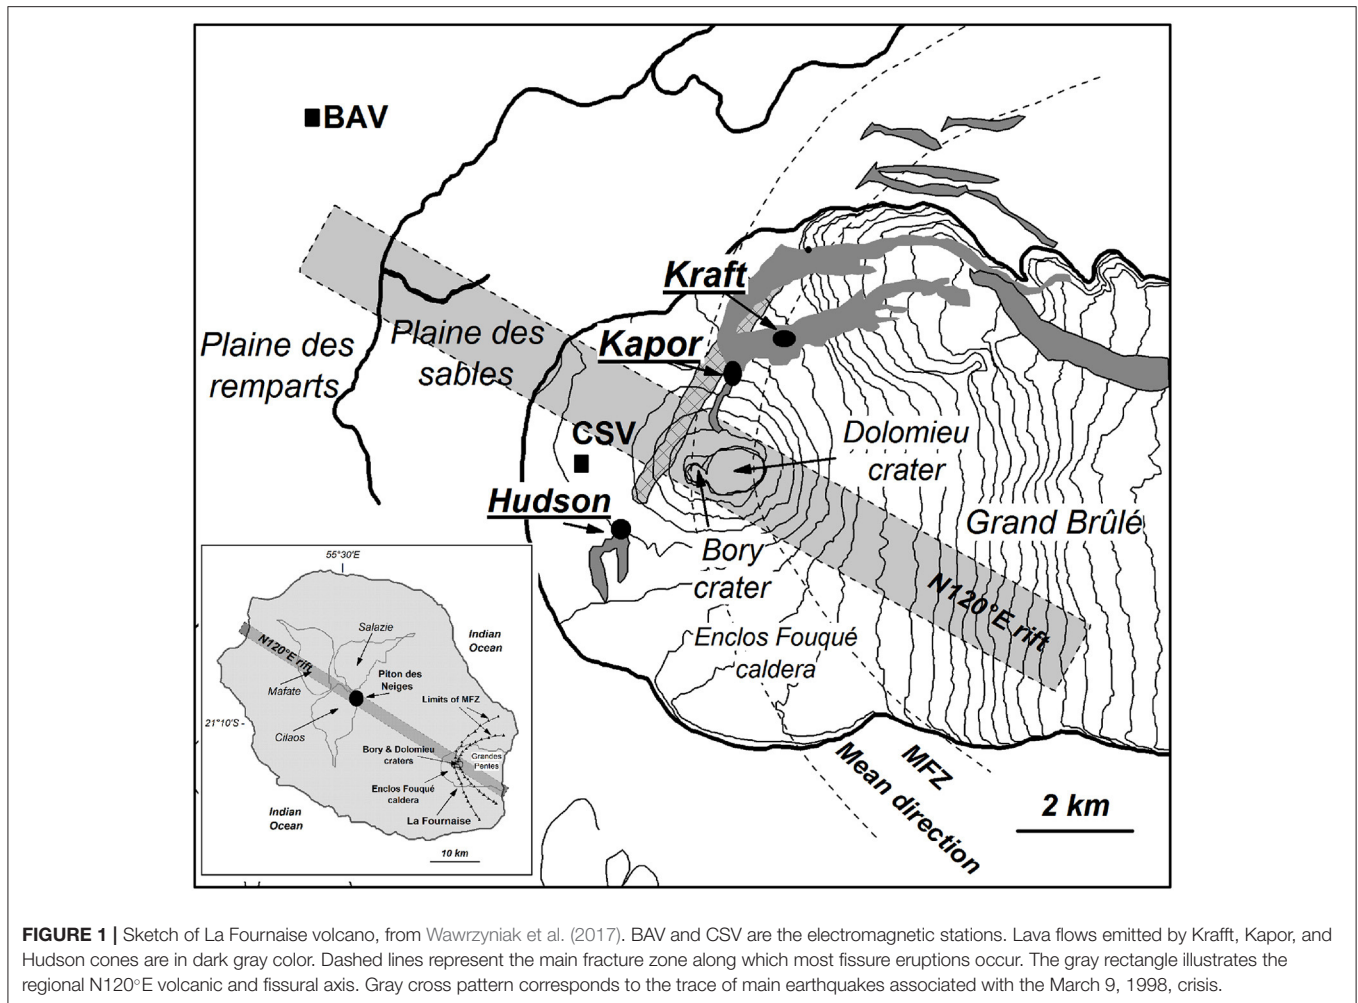 BAV
Kraft
Kapor
Plaine des
remparts
Plaine des
sables
CSV
Dolomieu
crater
Hudson
Bory
crater
Grand Brûlé
N120°E rift
Enclos Fouqué
caldera
MFZ
Mean direction
2 km
55°30'E
Salazie
Indian
Ocean
N120°E rift
Mafate
Piton des
Neiges
Limits of MFZ
21°10'S
Cilaos
Bory & Dolomieu
craters
Grandes
Pentes
Enclos Fouqué
caldera
Indian
Ocean
La Fournaise
10 km
FIGURE 1 | Sketch of La Fournaise volcano, from Wawrzyniak et al. (2017). BAV and CSV are the electromagnetic stations. Lava flows emitted by Krafft, Kapor, and
Hudson cones are in dark gray color. Dashed lines represent the main fracture zone along which most fissure eruptions occur. The gray rectangle illustrates the
regional N120°E volcanic and fissural axis. Gray cross pattern corresponds to the trace of main earthquakes associated with the March 9, 1998, crisis.